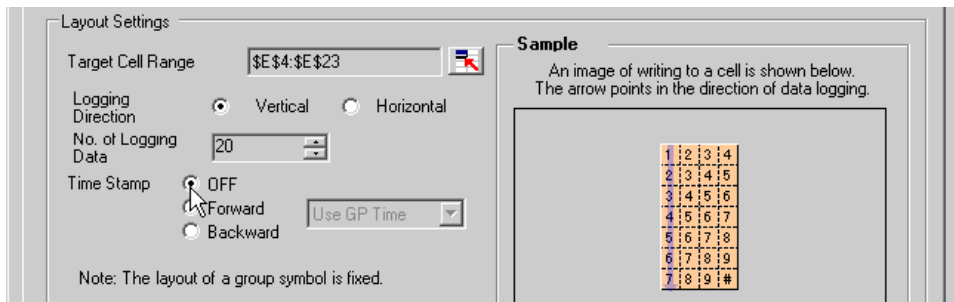 Layout Settings
Target Cell Range $E$4:$E$23
Logging
Direction
Vertical Horizontal
No. of Logging
Data
20
Time Stamp OFF
Forward Use GP Time
Backward
Note: The layout of a group symbol is fixed.
Sample
An image of writing to a cell is shown below.
The arrow points in the direction of data logging.
1 2 3 4
2 3 4 5
3 4 5 6
4 5 6 7
5 6 7 8
6 7 8 9
7 8 9 #